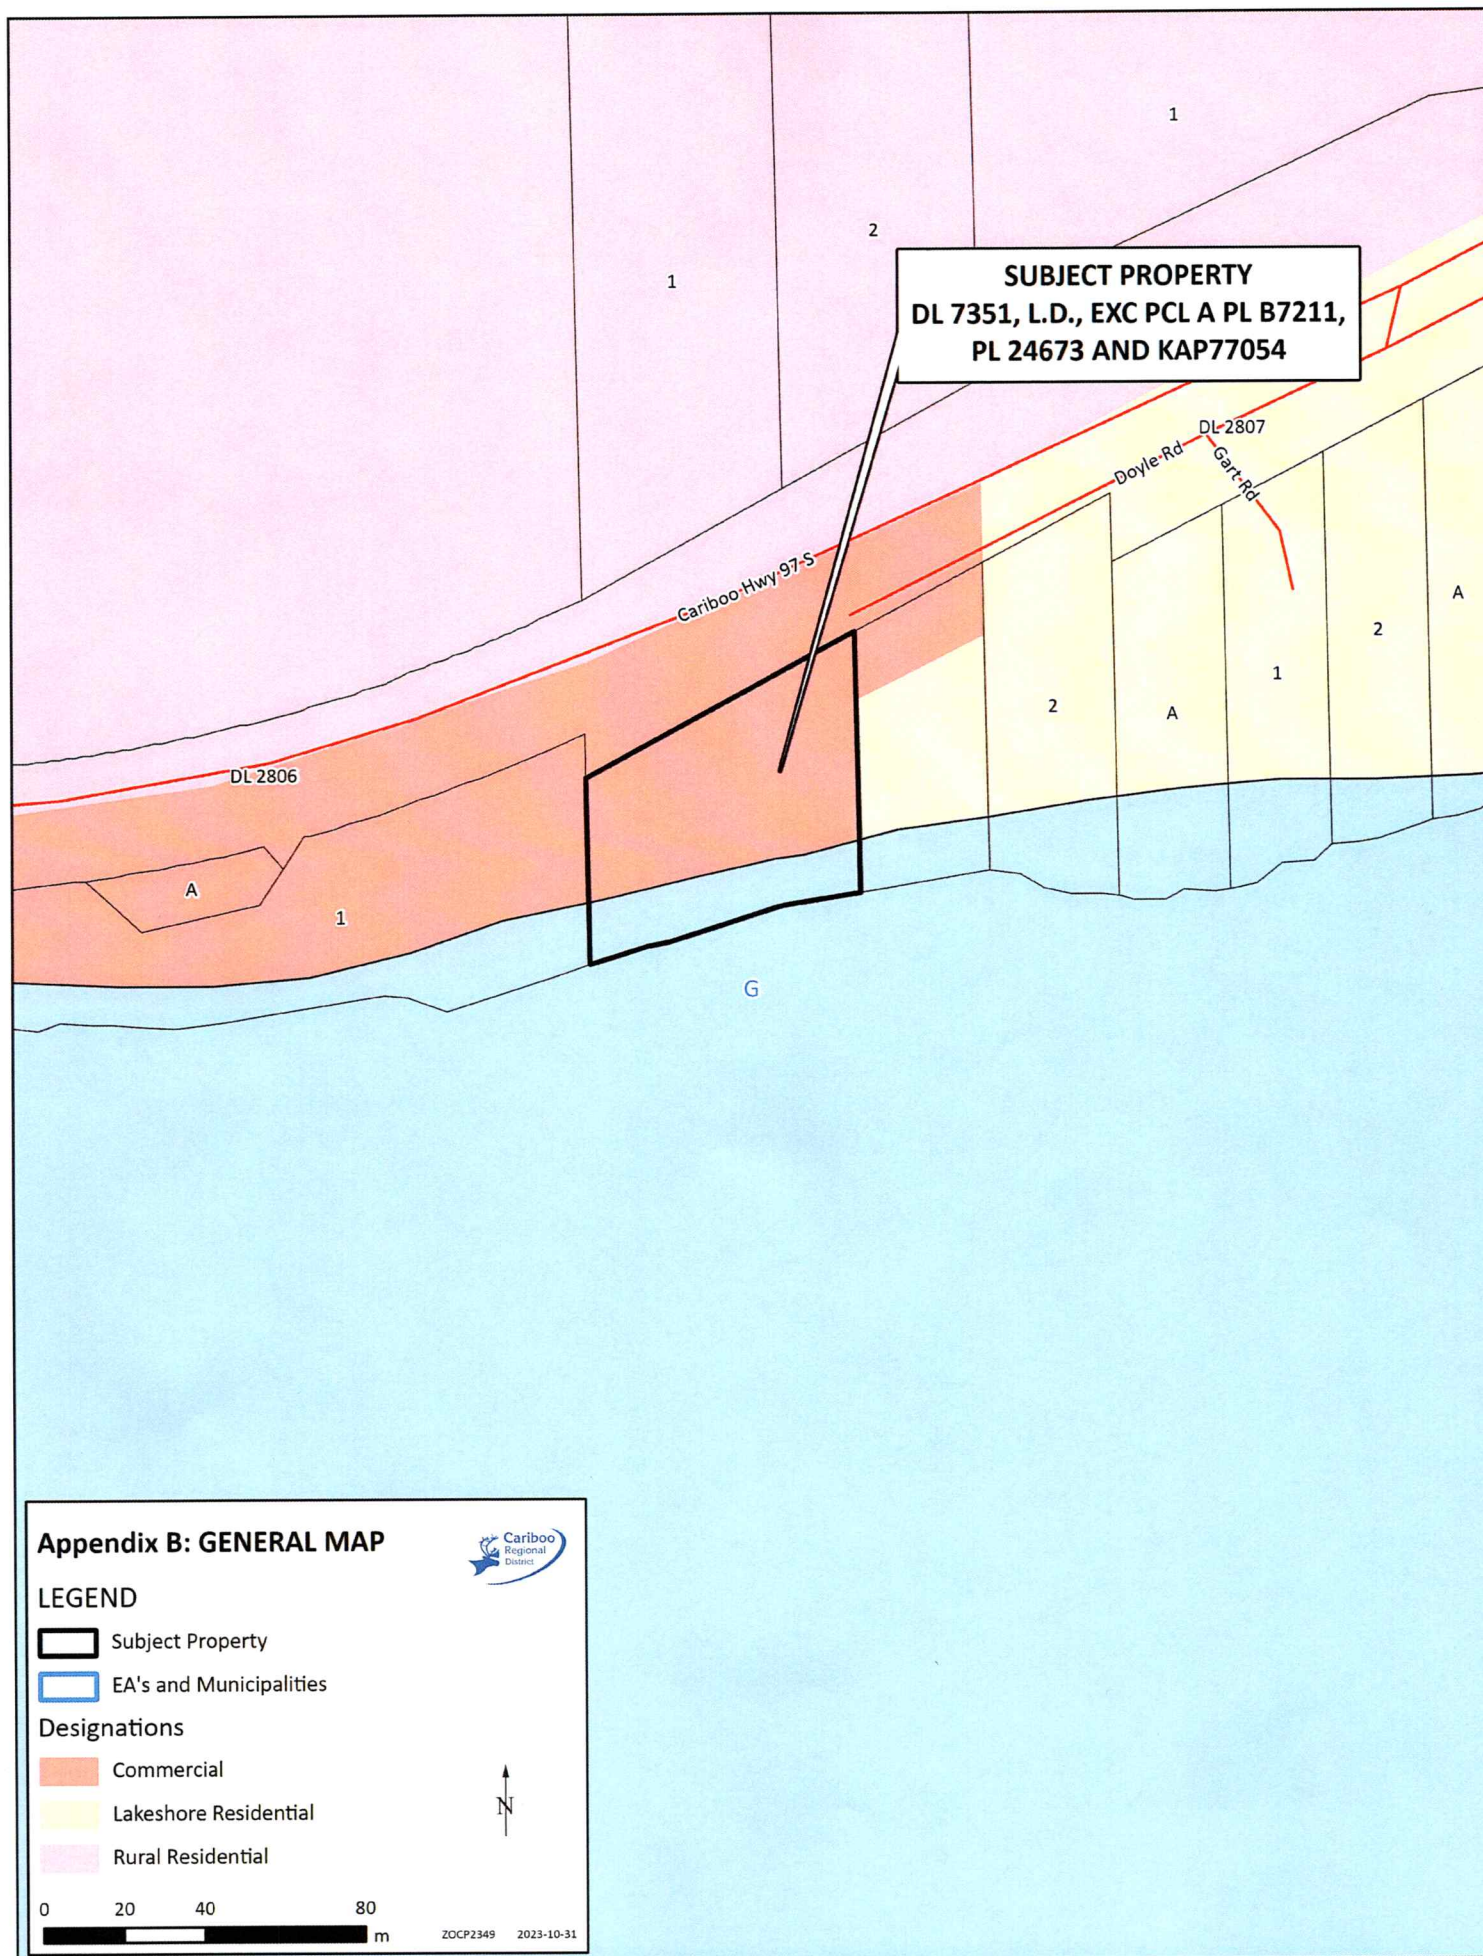 1
2
1
SUBJECT PROPERTY
DL 7351, L.D., EXC PCL A PL B7211,
PL 24673 AND KAP77054
DL 2807
Doyle Rd
Gart Rd
Cariboo Hwy 97 S
A
2
1
2
A
DL 2806
A
1
G
Appendix B: GENERAL MAP
Cariboo
Regional
District
LEGEND
Subject Property
EA's and Municipalities
Designations
Commercial
Lakeshore Residential
N
Rural Residential
0 20 40 80
m
ZOCP2349 2023-10-31